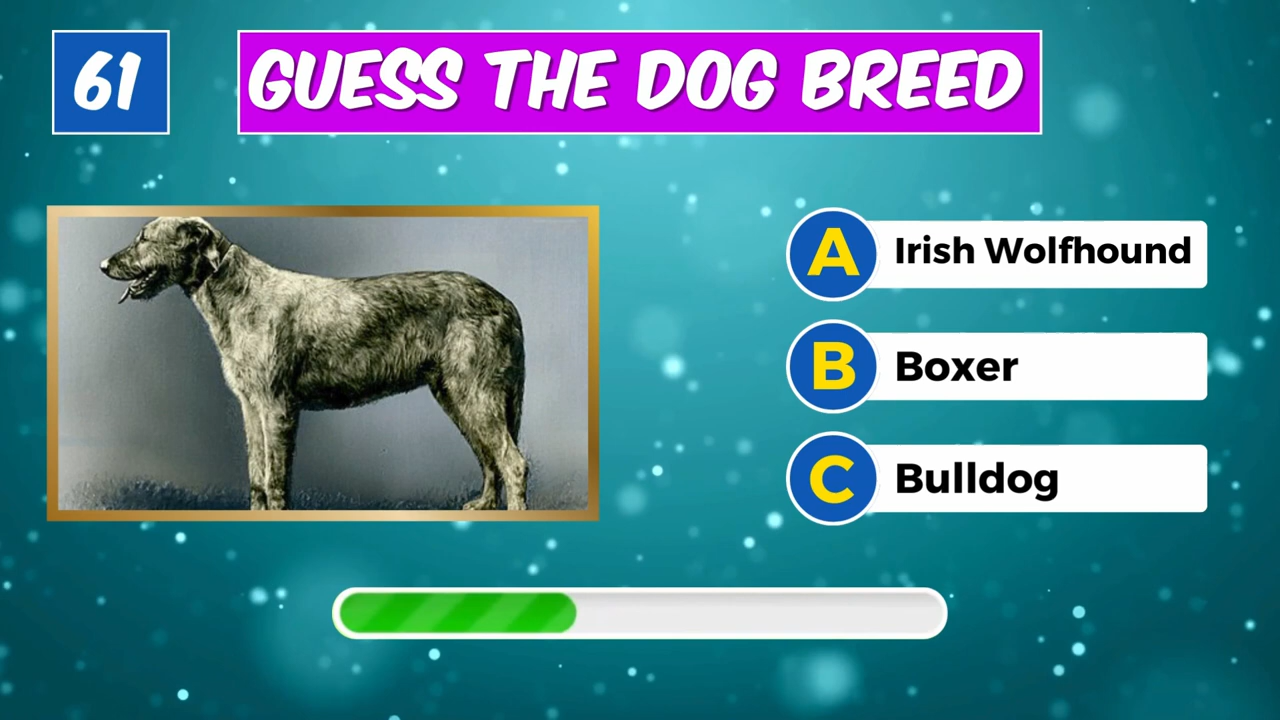 61
GUESS THE DOG BREED
A Irish Wolfhound
B Boxer
C Bulldog